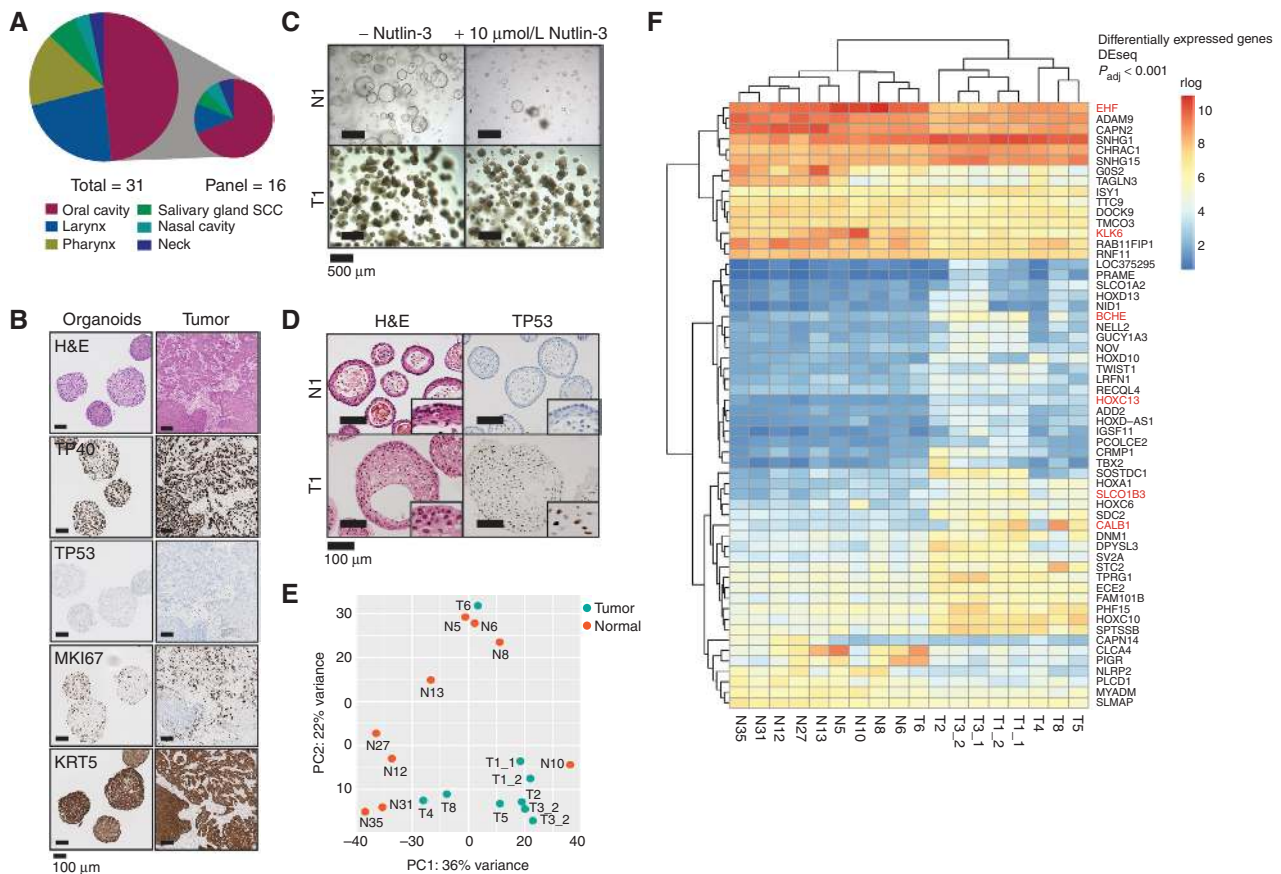 A
Total = 31
Panel = 16
Oral cavity
Larynx
Pharynx
Salivary gland SCC
Nasal cavity
Neck
B
Organoids
Tumor
H&E
TP40
TP53
MKI67
KRT5
100 μm
C
– Nutlin-3
+ 10 μmol/L Nutlin-3
N1
T1
500 μm
D
H&E
TP53
N1
T1
100 μm
E
Tumor
Normal
PC2: 22% variance
30
20
0
0
10
T6
N5
N6
N8
N13
N27
N12
T1_1
N10
T1_2
T2
T3_2
T5
T3_2
T8
T4
N31
N35
–40
–20
0
20
40
PC1: 36% variance
F
Differentially expressed genes
DEseq
Padj < 0.001
rlog
10
8
6
4
2
EHF
ADAM9
CAPN2
SNHG1
CHRAC1
SNHG15
G0S2
TAGLN3
ISY1
TTC9
DOCK9
TMCO3
KLK6
RAB11FIP1
RNF11
LOC375295
PRAME
SLCO1A2
HOXD13
NID1
BCHE
NELL2
GUCY1A3
NOV
HOXD10
TWIST1
LRFN1
RECQL4
HOXC13
ADD2
HOXD–AS1
IGSF11
PCOLCE2
CRMP1
TBX2
SOSTDC1
HOXA1
SLCO1B3
HOXC6
SDC2
CALB1
DNM1
DPYSL3
SV2A
STC2
TPRG1
ECE2
FAM101B
PHF15
HOXC10
SPTSSB
CAPN14
CLCA4
PIGR
NLRP2
PLCD1
MYADM
SLMAP
N35
N31
N12
N27
N13
N5
N10
N8
N6
T6
T2
T3_2
T3_1
T1_2
T1_1
T4
T8
T5